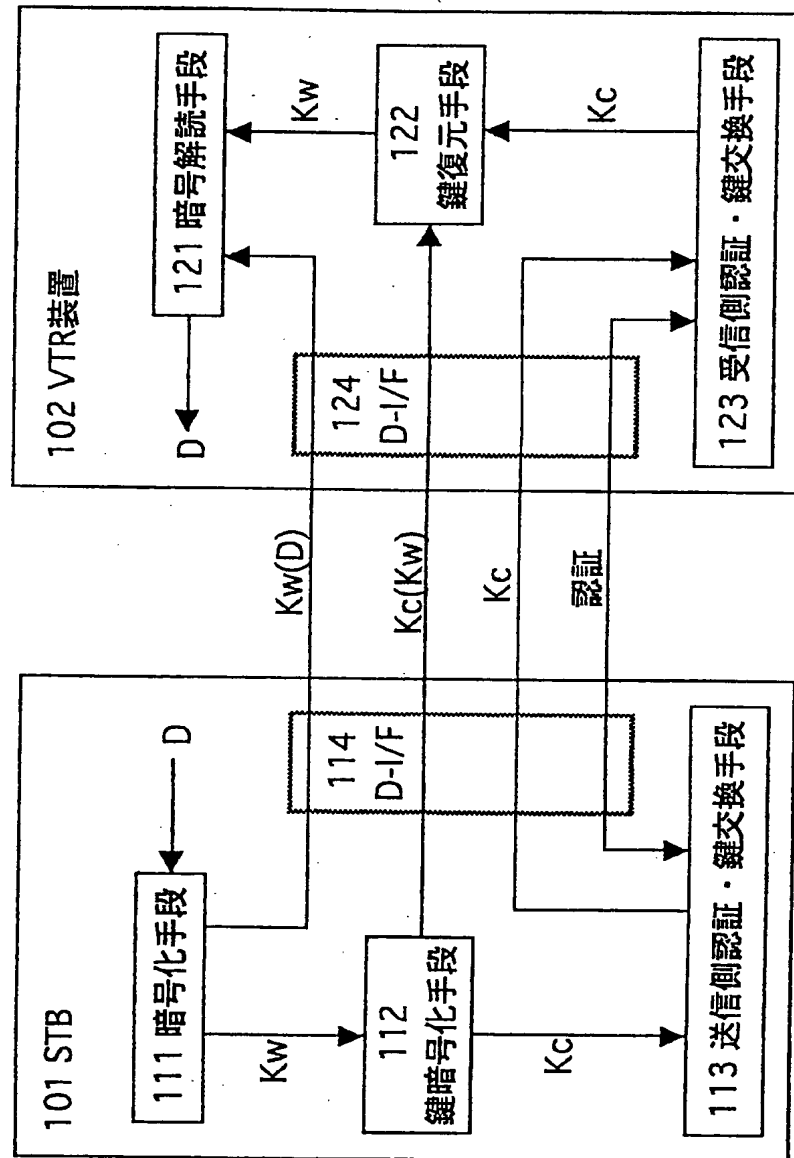 101 STB
111 暗号化手段
D
Kw
112
鍵暗号化手段
Kc
113 送信側認証・鍵交換手段
114
D-I/F
Kw(D)
Kc(Kw)
Kc
認証
102 VTR装置
D
121 暗号解読手段
Kw
122
鍵復元手段
Kc
124
D-I/F
123 受信側認証・鍵交換手段